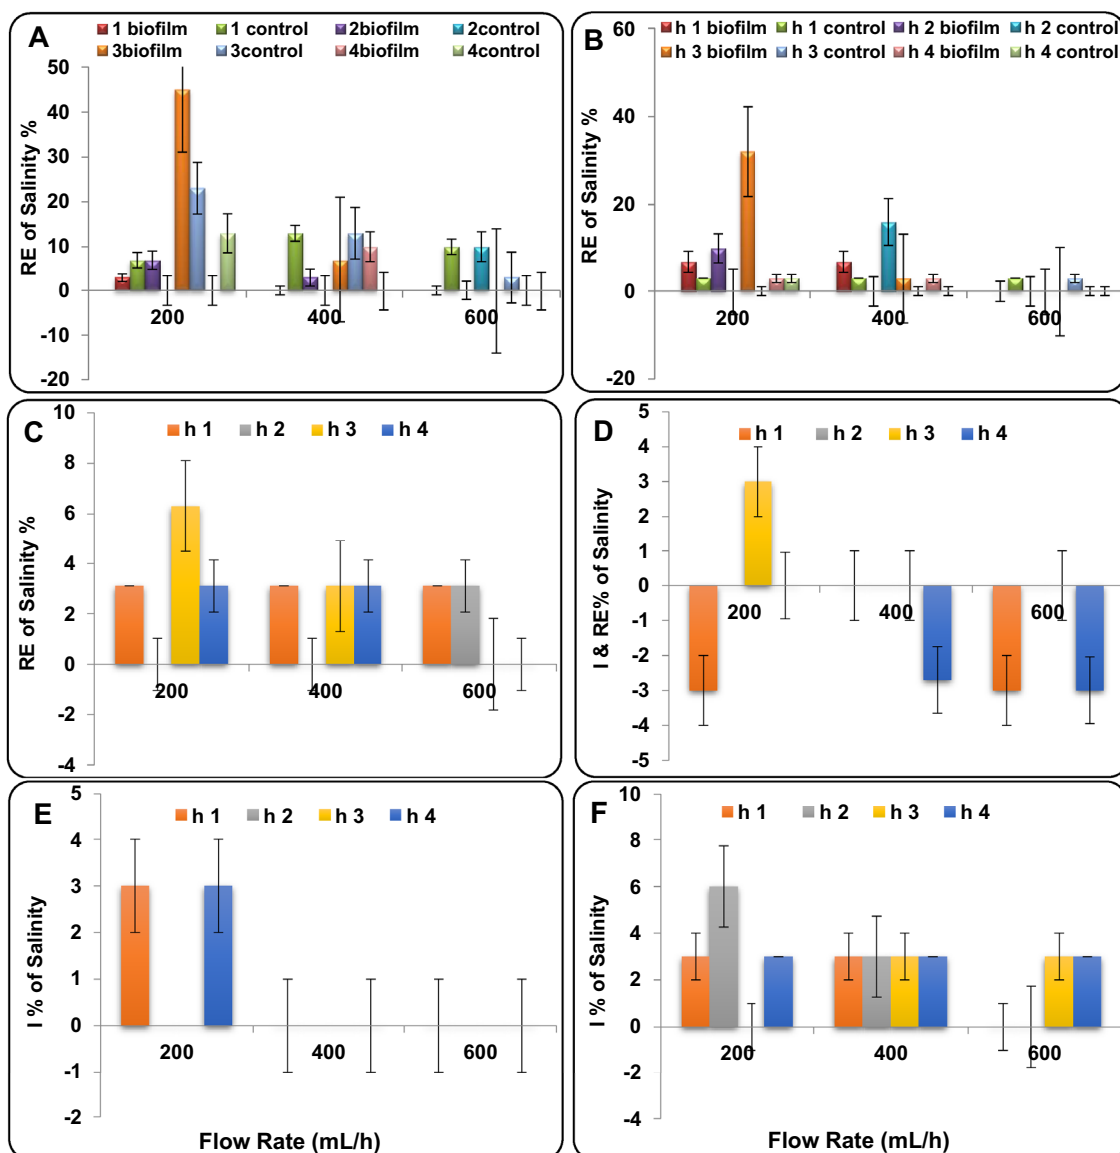 A
1 biofilm 1 control 2biofilm 2control
3biofilm 3control 4biofilm 4control
RE of Salinity %
50
40
30
20
10
0
-10
-20
200 400 600
B
h 1 biofilm h 1 control h 2 biofilm h 2 control
h 3 biofilm h 3 control h 4 biofilm h 4 control
RE of Salinity %
60
40
20
0
-20
200 400 600
C
h 1 h 2 h 3 h 4
RE of Salinity %
10
8
6
4
2
0
-2
-4
200 400 600
D
h 1 h 2 h 3 h 4
I & RE% of Salinity
5
4
3
2
1
0
-1
-2
-3
-4
-5
200 400 600
E
h 1 h 2 h 3 h 4
I % of Salinity
5
4
3
2
1
0
-1
-2
200 400 600
Flow Rate (mL/h)
F
h 1 h 2 h 3 h 4
I % of Salinity
10
8
6
4
2
0
-2
-4
200 400 600
Flow Rate (mL/h)